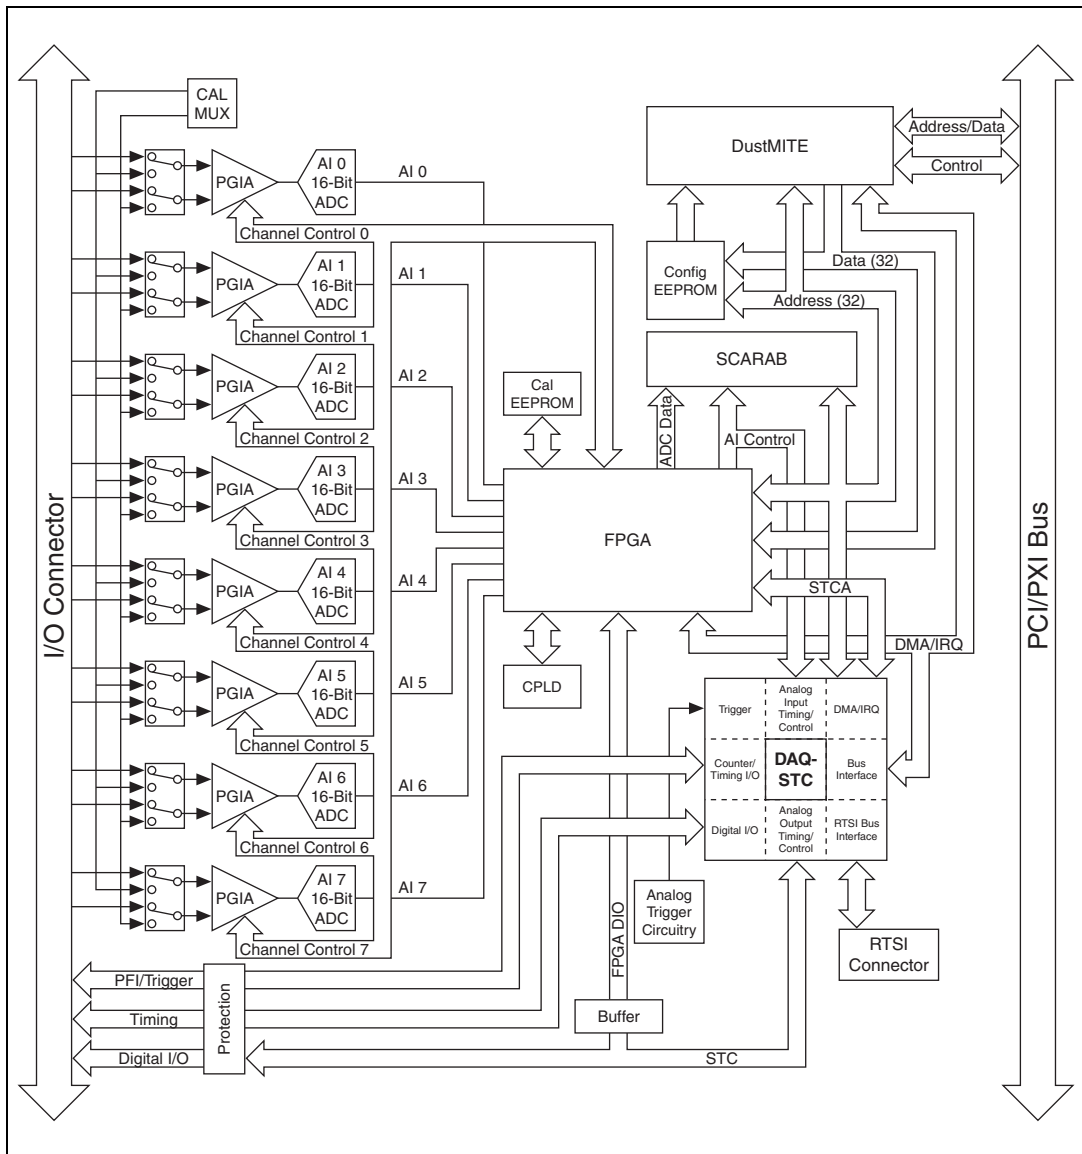 I/O Connector
CAL
MUX
PGIA
AI 0
16-Bit
ADC
AI 0
Channel Control 0
PGIA
AI 1
16-Bit
ADC
AI 1
Channel Control 1
PGIA
AI 2
16-Bit
ADC
AI 2
Channel Control 2
PGIA
AI 3
16-Bit
ADC
AI 3
Channel Control 3
PGIA
AI 4
16-Bit
ADC
AI 4
Channel Control 4
PGIA
AI 5
16-Bit
ADC
AI 5
Channel Control 5
PGIA
AI 6
16-Bit
ADC
AI 6
Channel Control 6
PGIA
AI 7
16-Bit
ADC
AI 7
Channel Control 7
PFI/Trigger
Timing
Digital I/O
Protection
DustMITE
Address/Data
Control
Config
EEPROM
Data (32)
Address (32)
SCARAB
Cal
EEPROM
ADC Data
AI Control
FPGA
STCA
DMA/IRQ
CPLD
Trigger
Analog
Input
Timing/
Control
DMA/IRQ
Counter/
Timing I/O
DAQ-
STC
Bus
Interface
Digital I/O
Analog
Output
Timing/
Control
RTSI Bus
Interface
Analog
Trigger
Circuitry
RTSI
Connector
FPGA DIO
Buffer
STC
PCI/PXI Bus